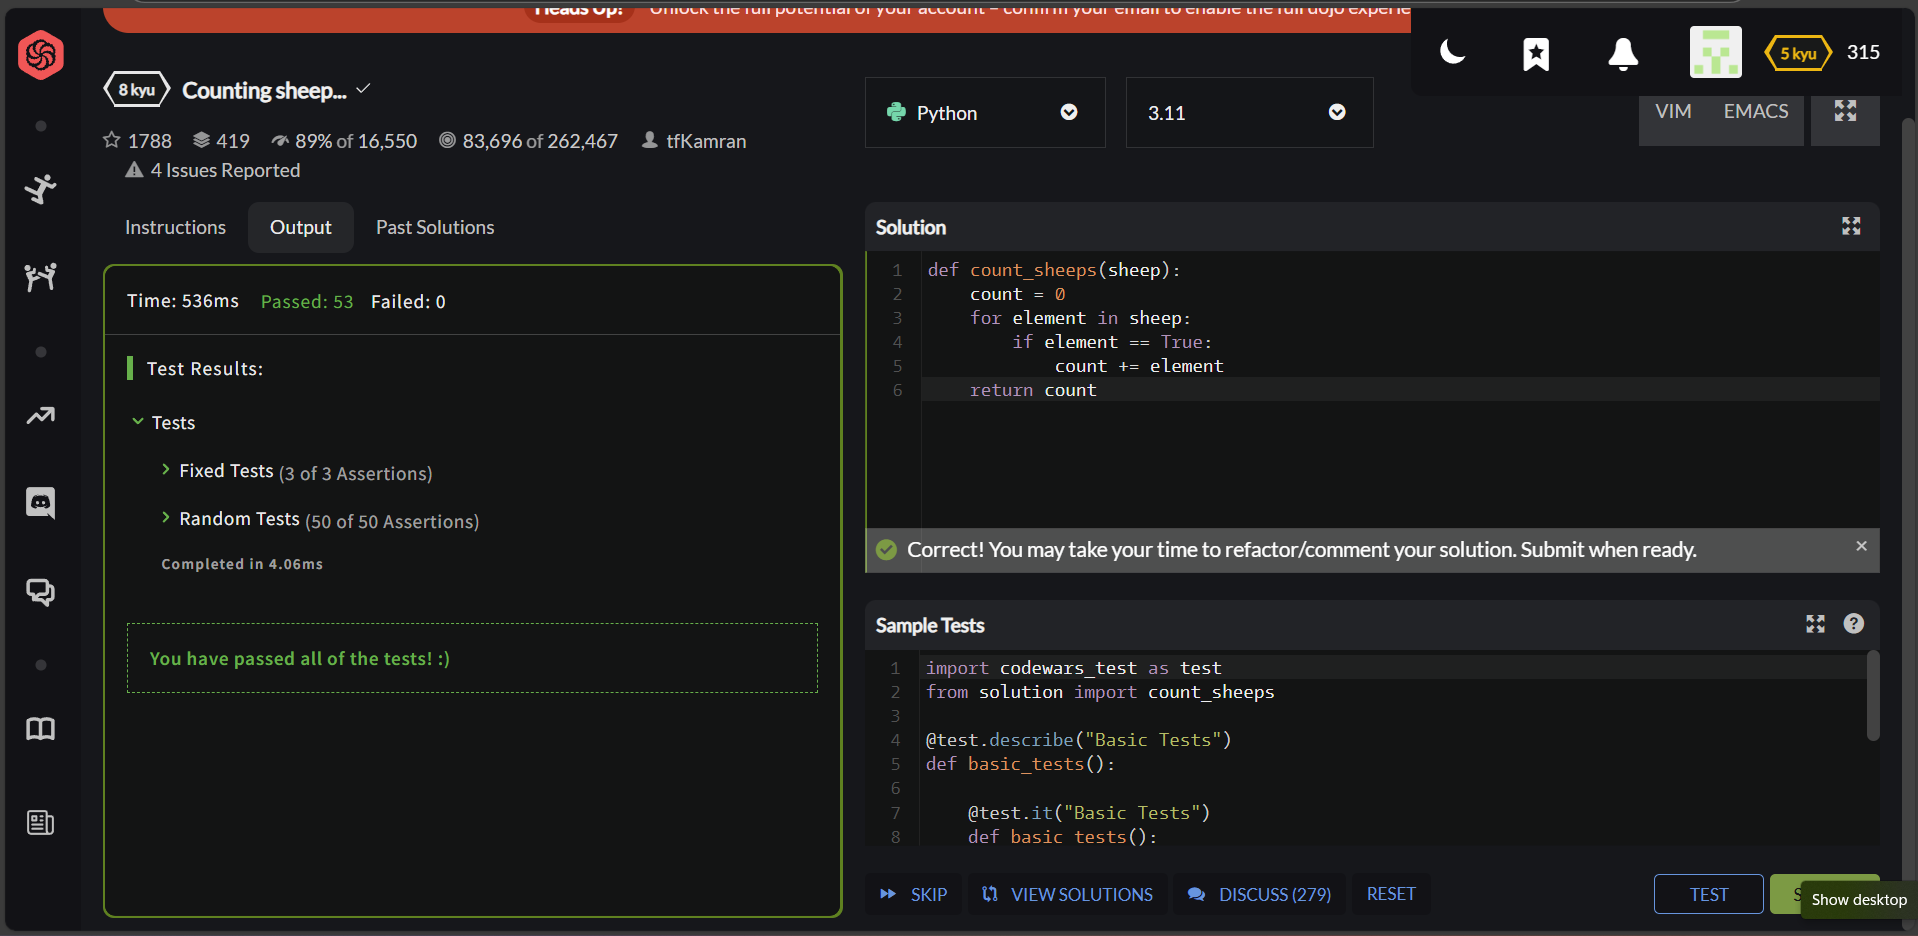 Heads Up! Unlock the full potential of your account – confirm your email to enable the full dojo experie
5 kyu 315
8 kyu Counting sheep...
1788 419 89% of 16,550 83,696 of 262,467 tfKamran
4 Issues Reported
Python 3.11
VIM EMACS
Instructions Output Past Solutions
Time: 536ms Passed: 53 Failed: 0
Test Results:
Tests
Fixed Tests (3 of 3 Assertions)
Random Tests (50 of 50 Assertions)
Completed in 4.06ms
You have passed all of the tests! :)
Solution
1 def count_sheeps(sheep):
2 count = 0
3 for element in sheep:
4 if element == True:
5 count += element
6 return count
Correct! You may take your time to refactor/comment your solution. Submit when ready.
Sample Tests
1 import codewars_test as test
2 from solution import count_sheeps
3
4 @test.describe("Basic Tests")
5 def basic_tests():
6
7 @test.it("Basic Tests")
8 def basic_tests():
SKIP VIEW SOLUTIONS DISCUSS (279) RESET
TEST
Show desktop